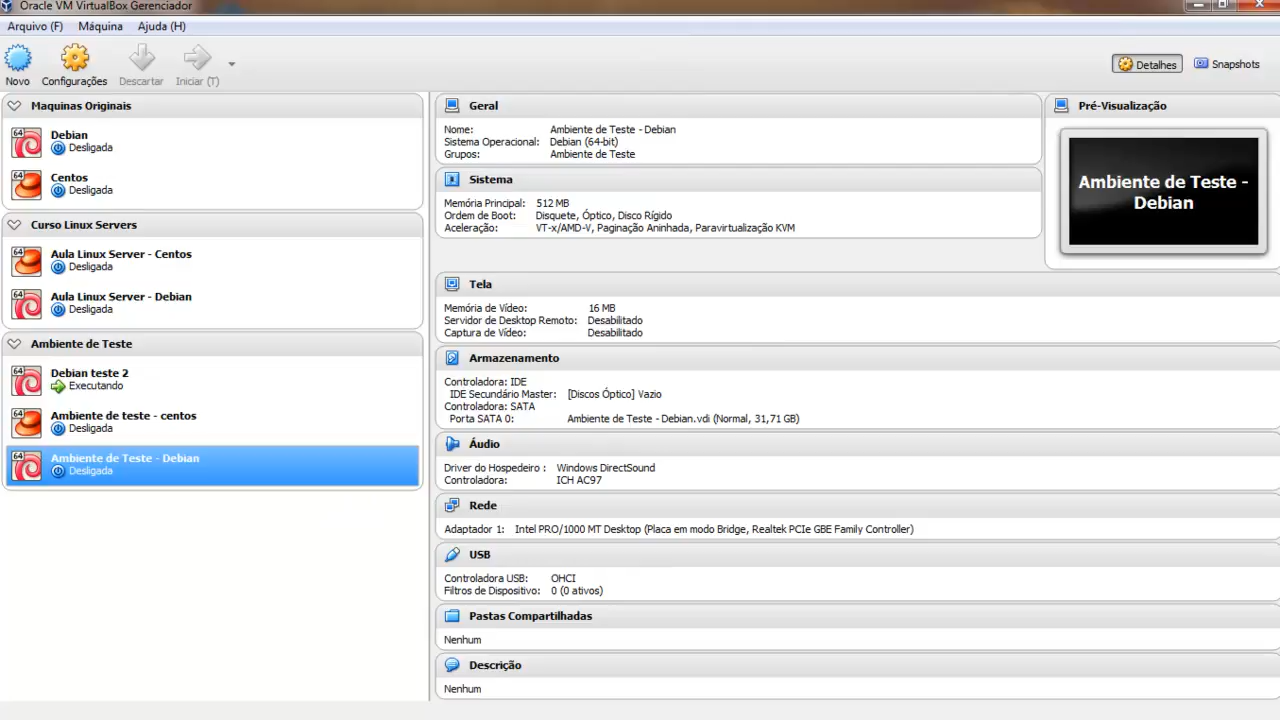 Oracle VM VirtualBox Gerenciador
Arquivo (F) Máquina Ajuda (H)
Novo Configurações Descartar Iniciar (T) Detalhes Snapshots
Maquinas Originais
64 Debian
Desligada
64 Centos
Desligada
Curso Linux Servers
64 Aula Linux Server - Centos
Desligada
64 Aula Linux Server - Debian
Desligada
Ambiente de Teste
64 Debian teste 2
Executando
64 Ambiente de teste - centos
Desligada
64 Ambiente de Teste - Debian
Desligada
Geral
Nome: Ambiente de Teste - Debian
Sistema Operacional: Debian (64-bit)
Grupos: Ambiente de Teste
Sistema
Memória Principal: 512 MB
Ordem de Boot: Disquete, Óptico, Disco Rígido
Aceleração: VT-x/AMD-V, Paginação Aninhada, Paravirtualização KVM
Pré-Visualização
Ambiente de Teste -
Debian
Tela
Memória de Vídeo: 16 MB
Servidor de Desktop Remoto: Desabilitado
Captura de Vídeo: Desabilitado
Armazenamento
Controladora: IDE
IDE Secundário Master: [Discos Óptico] Vazio
Controladora: SATA
Porta SATA 0: Ambiente de Teste - Debian.vdi (Normal, 31,71 GB)
Áudio
Driver do Hospedeiro : Windows DirectSound
Controladora: ICH AC97
Rede
Adaptador 1: Intel PRO/1000 MT Desktop (Placa em modo Bridge, Realtek PCIe GBE Family Controller)
USB
Controladora USB: OHCI
Filtros de Dispositivo: 0 (0 ativos)
Pastas Compartilhadas
Nenhum
Descrição
Nenhum